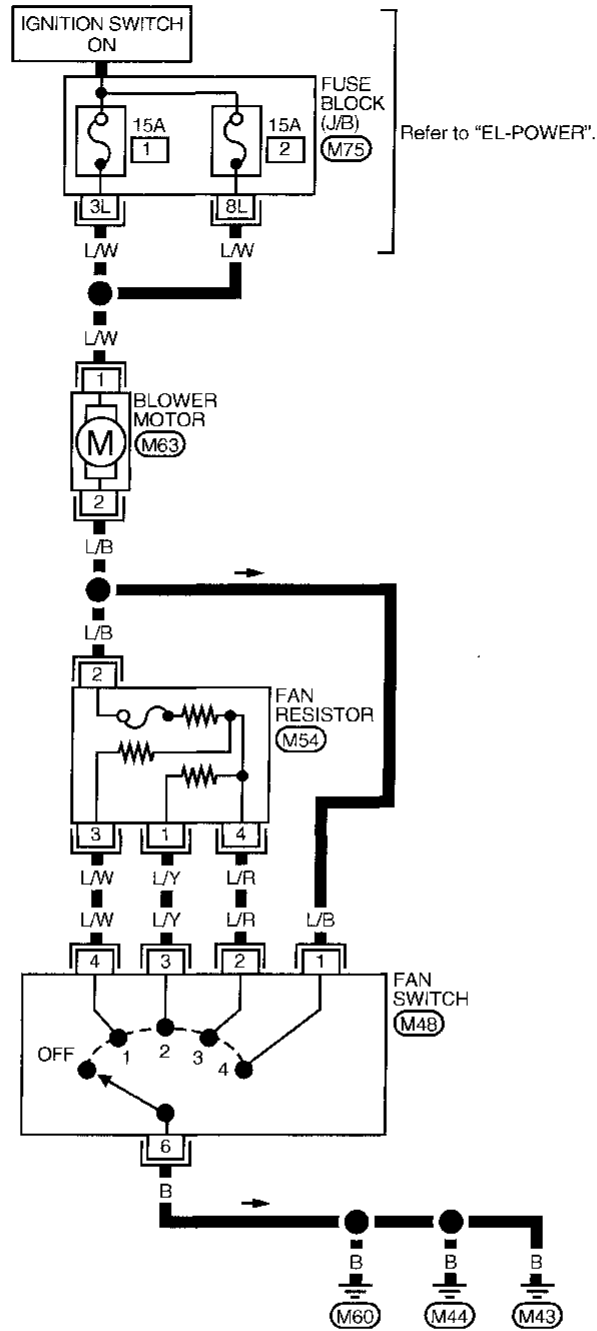 IGNITION SWITCH
ON
FUSE
BLOCK
(J/B)
M75
Refer to "EL-POWER".
15A
1
15A
2
3L
8L
L/W
L/W
L/W
1
BLOWER
MOTOR
M63
M
2
L/B
L/B
2
FAN
RESISTOR
M54
3
1
4
L/W
L/Y
L/R
L/W
L/Y
L/R
L/B
4
3
2
1
FAN
SWITCH
M48
OFF
1
2
3
4
6
B
B
B
B
M60
M44
M43